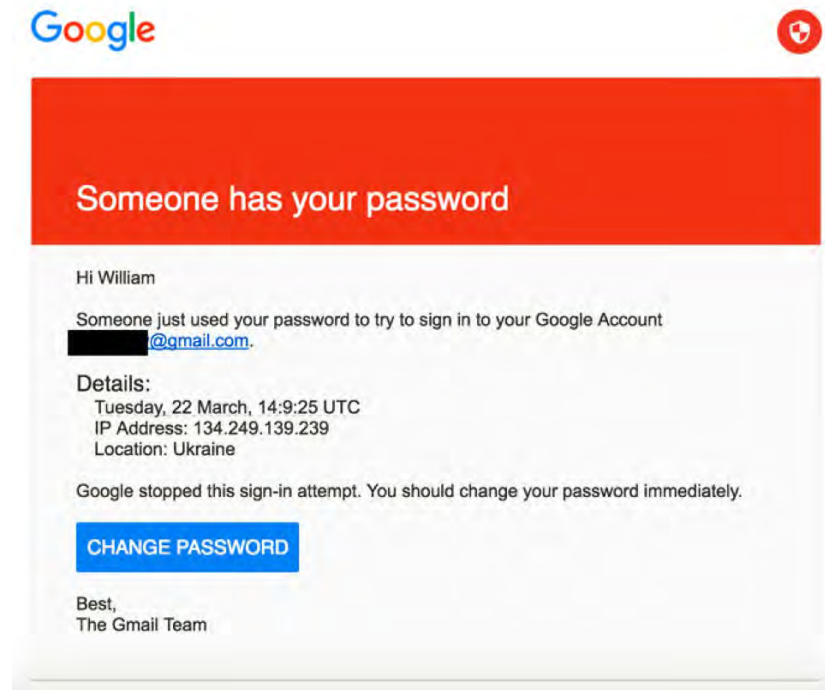 Google
Someone has your password
Hi William
Someone just used your password to try to sign in to your Google Account
@gmail.com.
Details:
Tuesday, 22 March, 14:9:25 UTC
IP Address: 134.249.139.239
Location: Ukraine
Google stopped this sign-in attempt. You should change your password immediately.
CHANGE PASSWORD
Best,
The Gmail Team